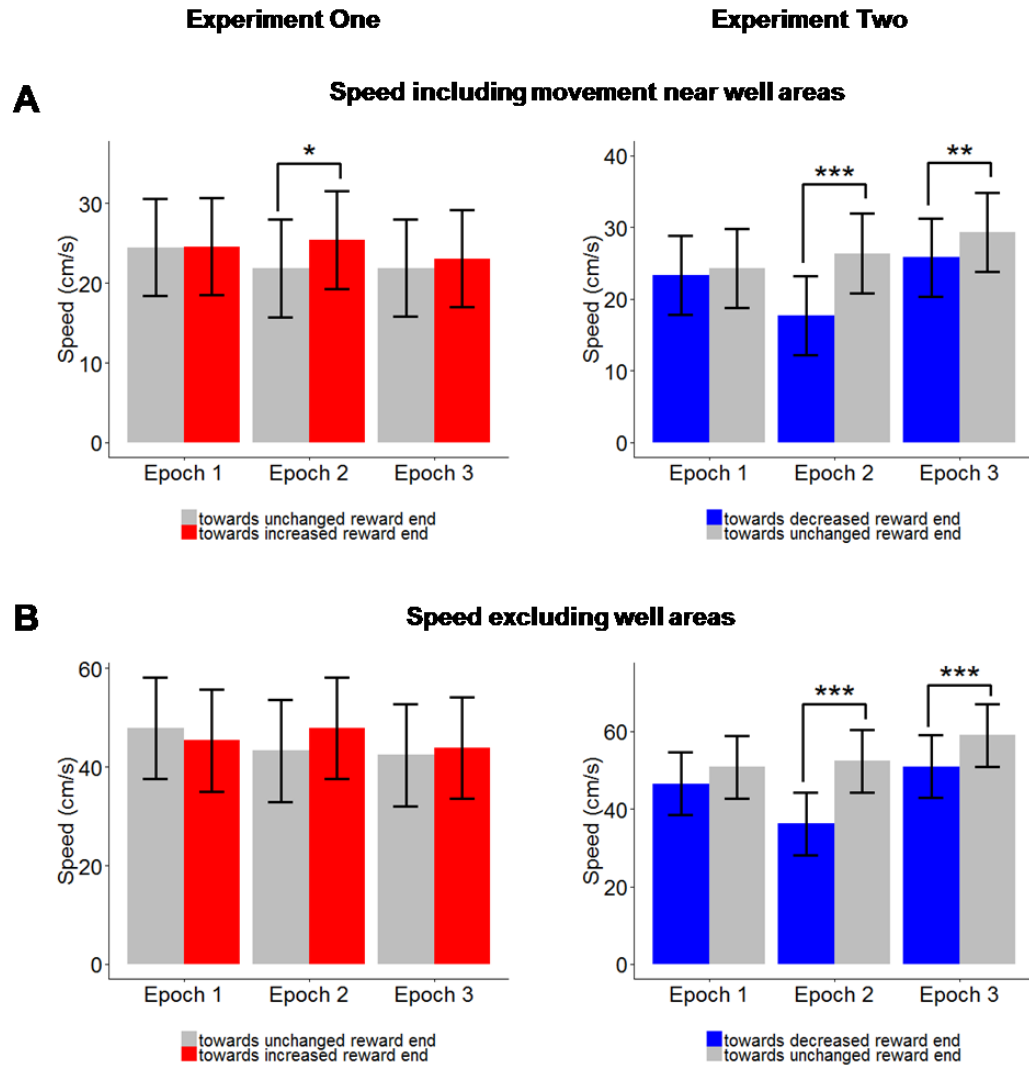 Experiment One
Experiment Two
A
Speed including movement near well areas
Speed (cm/s)
30
20
10
0
*
Epoch 1
Epoch 2
Epoch 3
towards unchanged reward end
towards increased reward end
Speed (cm/s)
40
30
20
10
0
***
**
Epoch 1
Epoch 2
Epoch 3
towards decreased reward end
towards unchanged reward end
B
Speed excluding well areas
Speed (cm/s)
60
40
20
0
Epoch 1
Epoch 2
Epoch 3
towards unchanged reward end
towards increased reward end
Speed (cm/s)
60
40
20
0
***
***
Epoch 1
Epoch 2
Epoch 3
towards decreased reward end
towards unchanged reward end